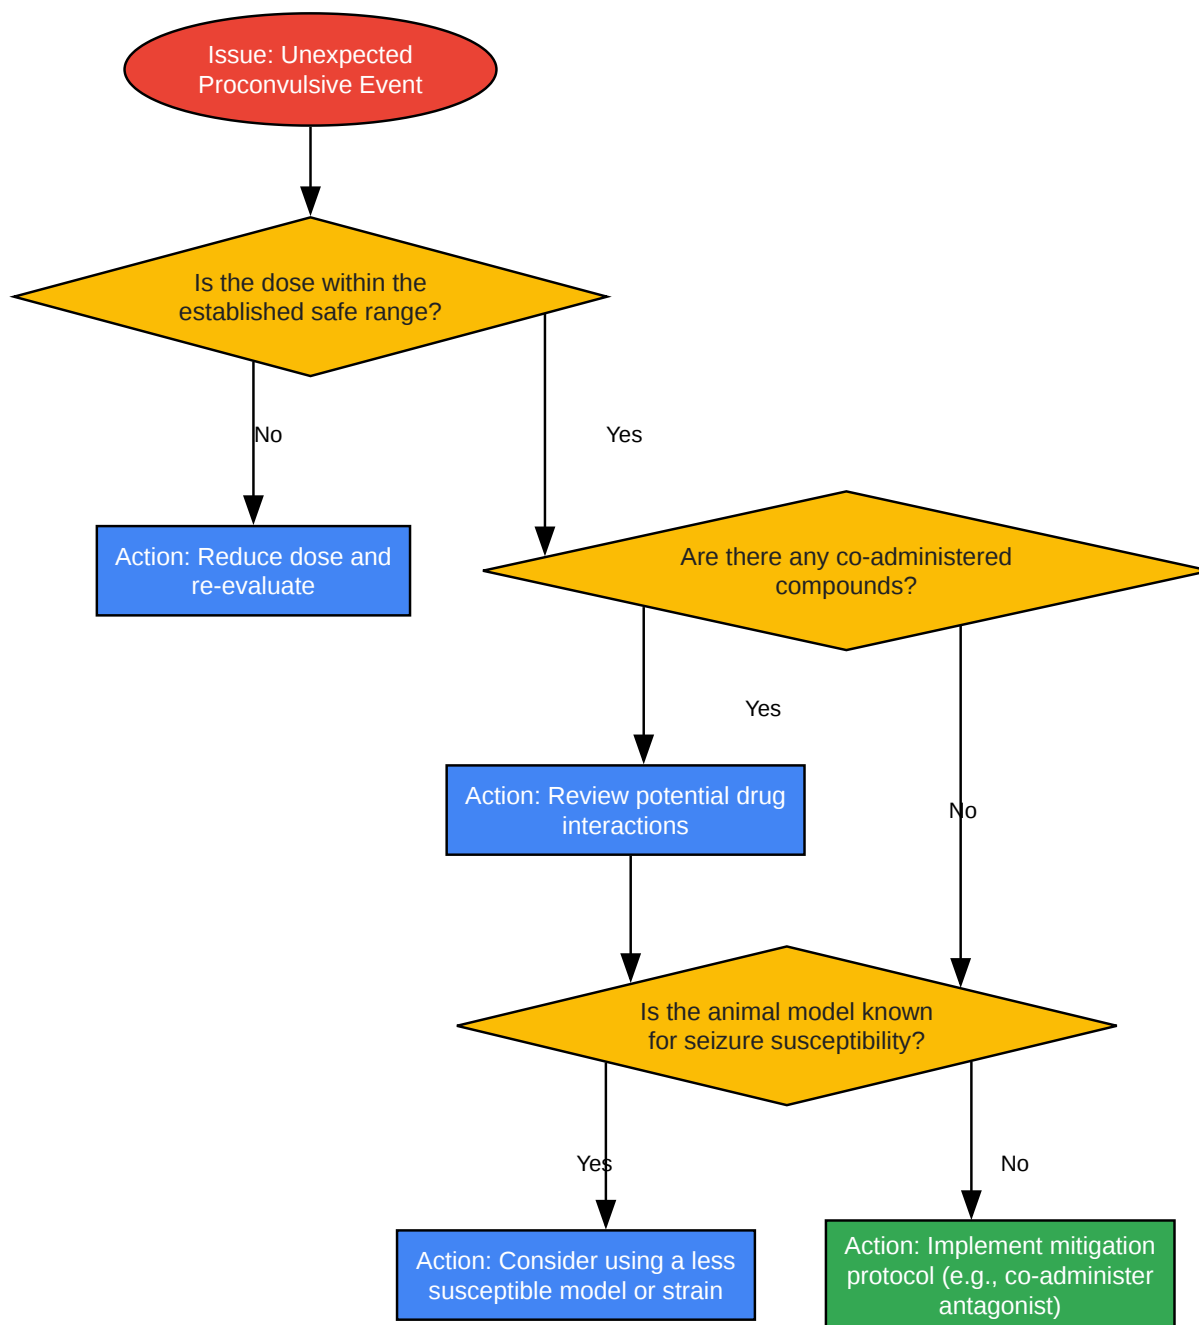 Issue: Unexpected
Proconvulsive Event
Is the dose within the
established safe range?
No
Yes
Action: Reduce dose and
re-evaluate
Are there any co-administered
compounds?
Yes
Action: Review potential drug
interactions
No
Is the animal model known
for seizure susceptibility?
Yes
No
Action: Consider using a less
susceptible model or strain
Action: Implement mitigation
protocol (e.g., co-administer
antagonist)